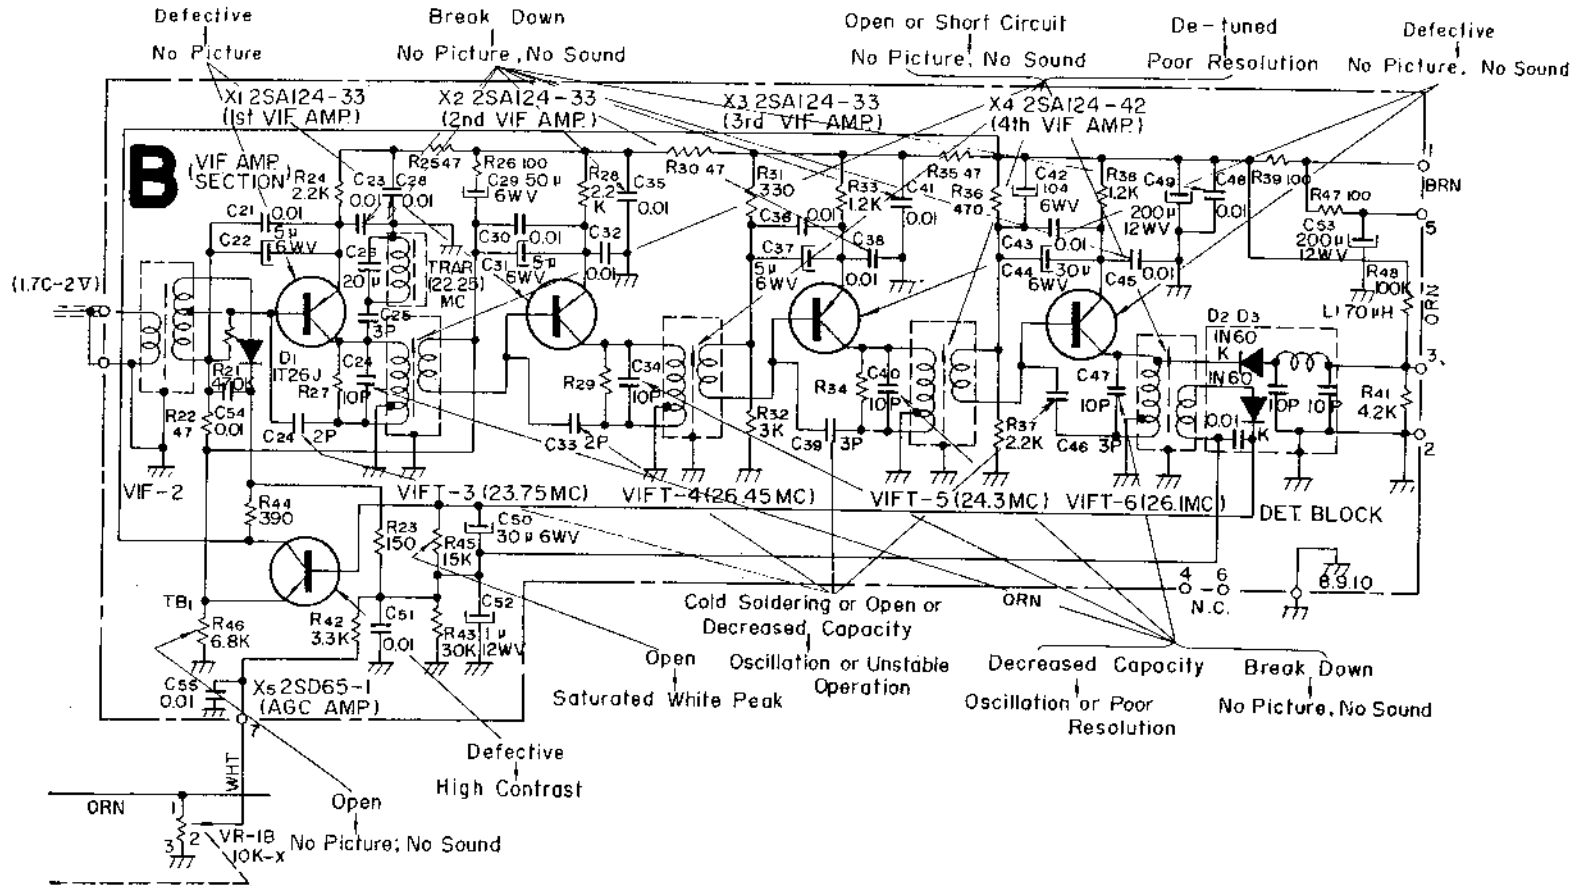 Defective
No Picture
Break Down
No Picture, No Sound
Open or Short Circuit
No Picture, No Sound
De-tuned
Poor Resolution
Defective
No Picture, No Sound
X1 2SA124-33
(1st VIF AMP.)
X2 2SA124-33
(2nd VIF AMP.)
X3 2SA124-33
(3rd VIF AMP.)
X4 2SA124-42
(4th VIF AMP.)
B
VIF AMP.
SECTION
R24
2.2K
C23
0.01
C28
0.01
R25 47
R26 100
C29 50μ
6WV
R28
2.2
K
C35
0.01
R30 47
R31
330
R33
1.2K
C41
0.01
R35 47
R36
470
C42
104
6WV
R38
1.2K
C49
200μ
12WV
C48
0.01
R39 100
R47 100
1
BRN
5
C53
200μ
12WV
R48
100K
ORN
C21
0.01
C22
5μ
6WV
C26
20μ
TRAR
(22.25)
MC
C30
0.01
C31
5μ
6WV
C32
0.01
C36
0.01
C37
5μ
6WV
C38
0.01
C43
0.01
C44
30μ
6WV
C45
0.01
(1.7C-2V)
R21
470K
D1
1T26J
C25
3P
C24
10P
R27
R22
47
C54
0.01
C24
2P
R29
C34
10P
C33
2P
R32
3K
R34
C40
10P
C39
3P
R37
2.2K
C46
3P
C47
10P
D2 D3
IN60
K
IN60
0.01
K
L1 70μH
10P
10P
3
R41
4.2K
2
VIF-2
VIFT-3 (23.75MC)
VIFT-4 (26.45MC)
VIFT-5 (24.3MC)
VIFT-6 (26.1MC)
DET. BLOCK
R44
390
R23
150
R45
15K
C50
30μ 6WV
TB1
R46
6.8K
R42
3.3K
C51
0.01
R43
30K
C52
1μ
12WV
C55
0.01
X5 2SD65-1
(AGC AMP)
7
WHT
ORN
4
6
N.C.
8.9.10
Cold Soldering or Open or
Decreased Capacity
Oscillation or Unstable
Operation
Open
Saturated White Peak
Decreased Capacity
Oscillation or Poor
Resolution
Break Down
No Picture, No Sound
Defective
High Contrast
Open
No Picture; No Sound
ORN
1
2
3
VR-1B
10K-X